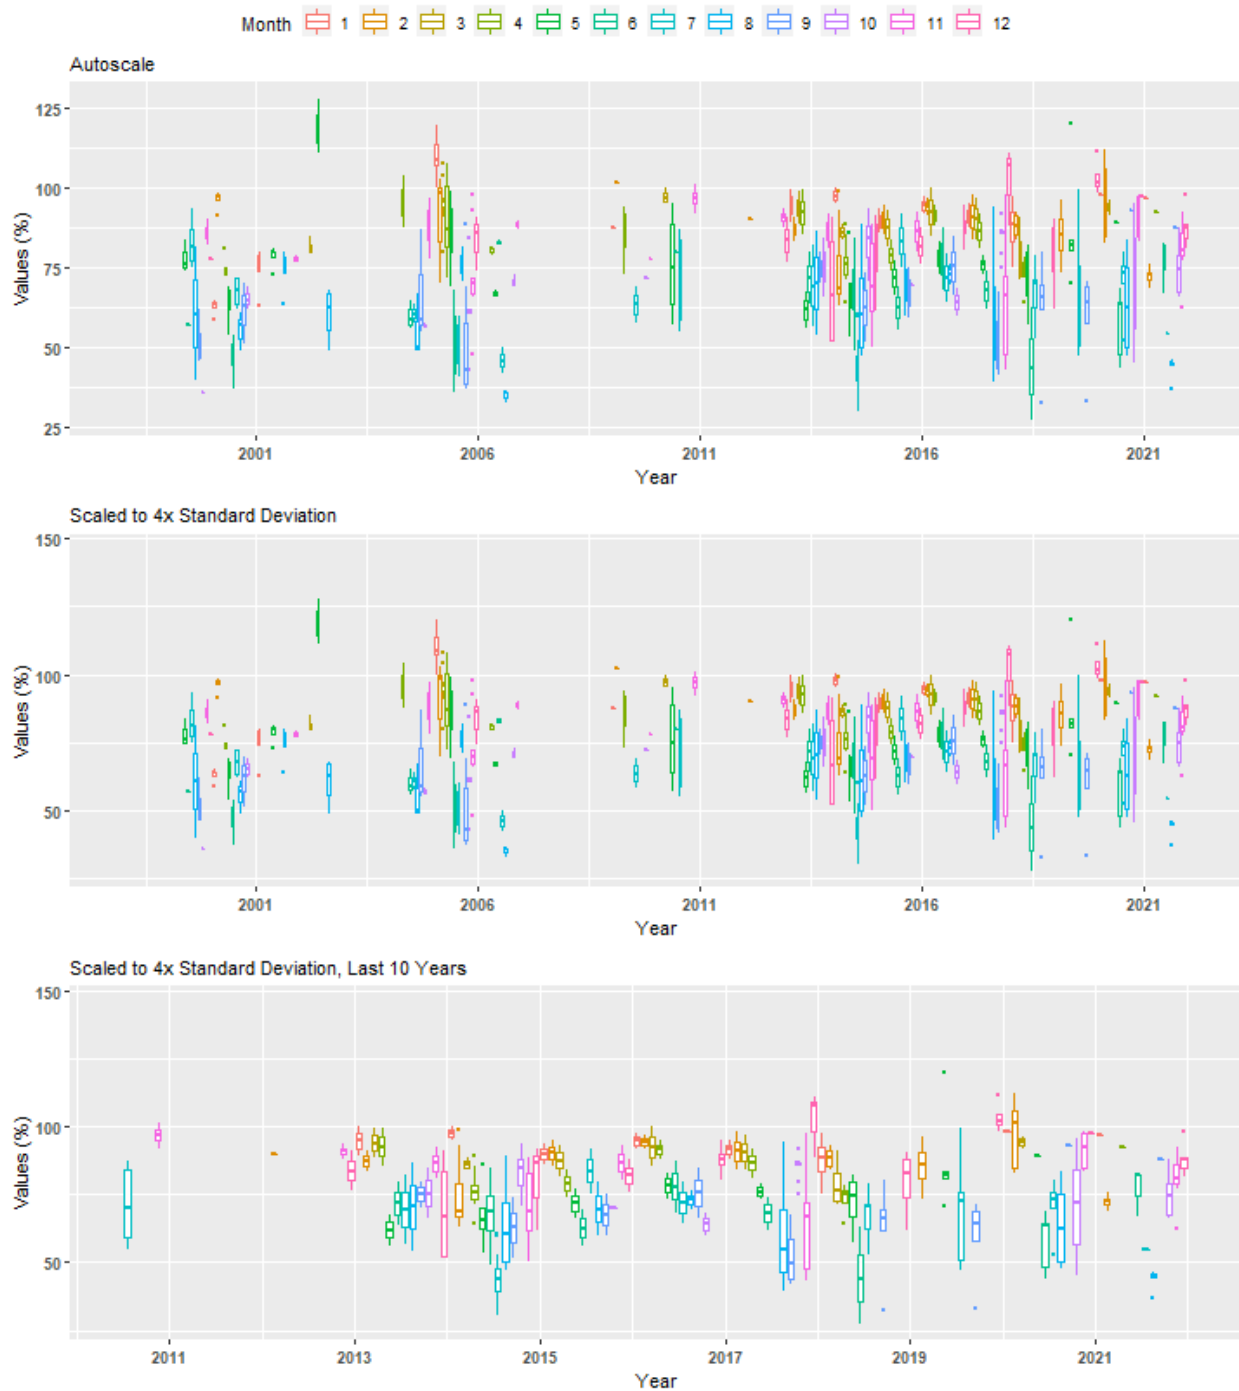 Month 1 2 3 4 5 6 7 8 9 10 11 12
Autoscale
125
100
75
50
25
Values (%)
2001 2006 2011 2016 2021
Year
Scaled to 4x Standard Deviation
150
100
50
Values (%)
2001 2006 2011 2016 2021
Year
Scaled to 4x Standard Deviation, Last 10 Years
150
100
50
Values (%)
2011 2013 2015 2017 2019 2021
Year